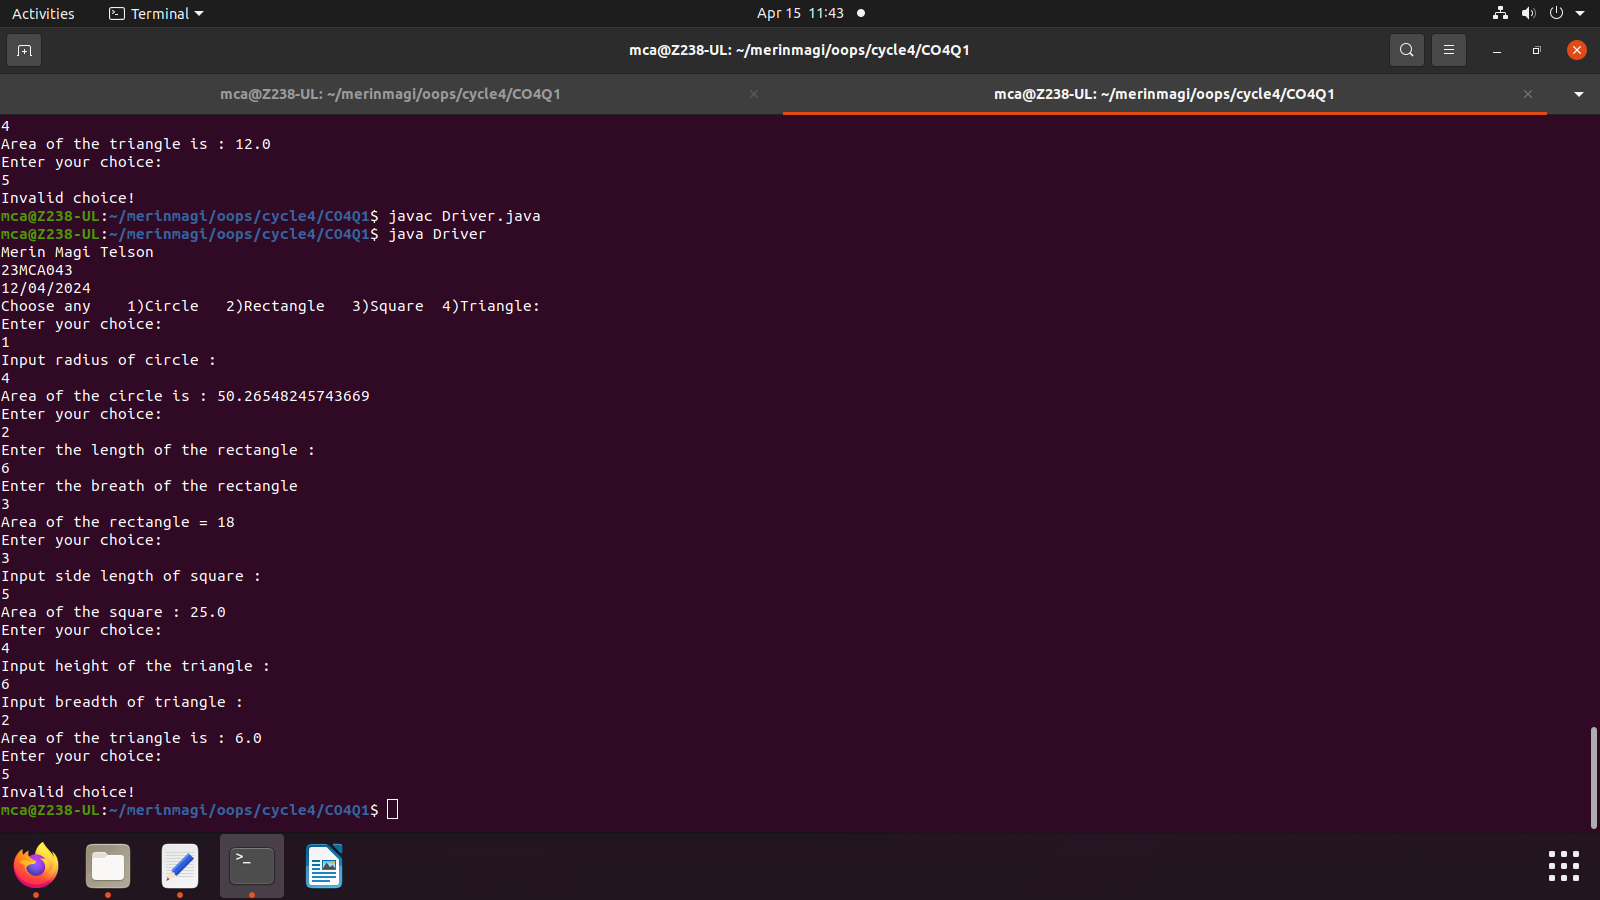 Activities
Terminal
Apr 15 11:43
mca@Z238-UL: ~/merinmagi/oops/cycle4/CO4Q1
mca@Z238-UL: ~/merinmagi/oops/cycle4/CO4Q1
mca@Z238-UL: ~/merinmagi/oops/cycle4/CO4Q1
4
Area of the triangle is : 12.0
Enter your choice:
5
Invalid choice!
mca@Z238-UL:~/merinmagi/oops/cycle4/CO4Q1$ javac Driver.java
mca@Z238-UL:~/merinmagi/oops/cycle4/CO4Q1$ java Driver
Merin Magi Telson
23MCA043
12/04/2024
Choose any    1)Circle   2)Rectangle   3)Square  4)Triangle:
Enter your choice:
1
Input radius of circle :
4
Area of the circle is : 50.26548245743669
Enter your choice:
2
Enter the length of the rectangle :
6
Enter the breath of the rectangle
3
Area of the rectangle = 18
Enter your choice:
3
Input side length of square :
5
Area of the square : 25.0
Enter your choice:
4
Input height of the triangle :
6
Input breadth of triangle :
2
Area of the triangle is : 6.0
Enter your choice:
5
Invalid choice!
mca@Z238-UL:~/merinmagi/oops/cycle4/CO4Q1$